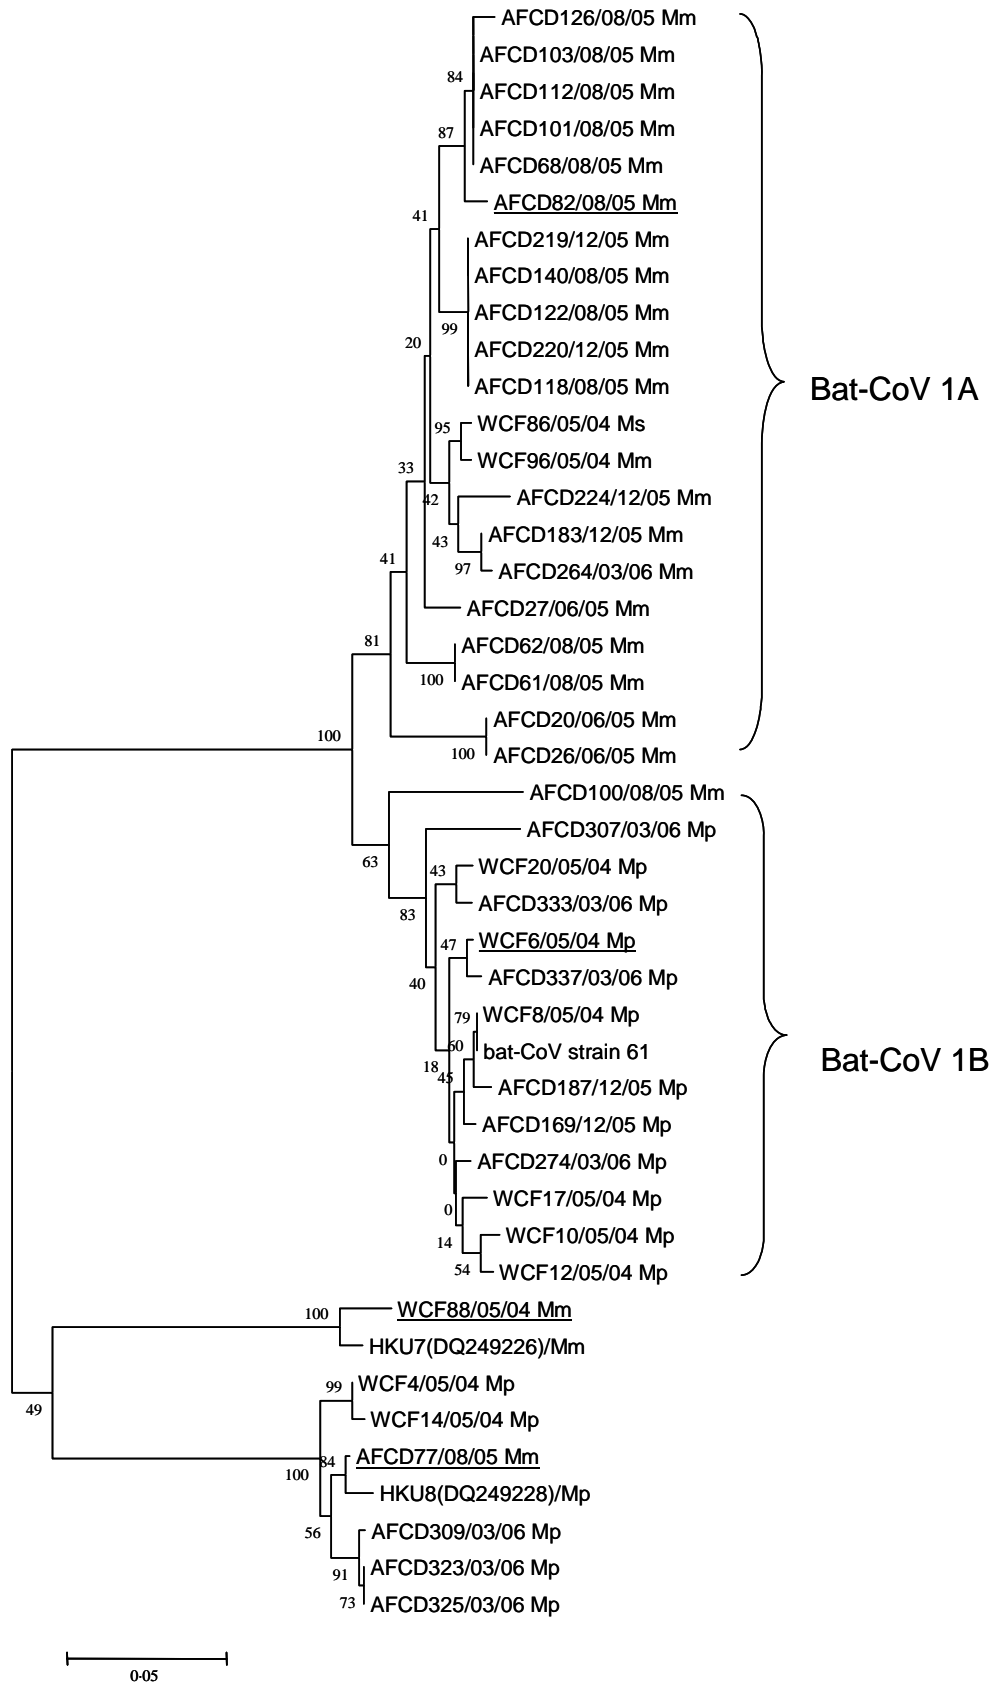 AFCD126/08/05 Mm
AFCD103/08/05 Mm
84
AFCD112/08/05 Mm
AFCD101/08/05 Mm
87
AFCD68/08/05 Mm
AFCD82/08/05 Mm
41
AFCD219/12/05 Mm
AFCD140/08/05 Mm
AFCD122/08/05 Mm
99
20
AFCD220/12/05 Mm
AFCD118/08/05 Mm
Bat-CoV 1A
WCF86/05/04 Ms
95
WCF96/05/04 Mm
33
42
AFCD224/12/05 Mm
AFCD183/12/05 Mm
43
41
97
AFCD264/03/06 Mm
AFCD27/06/05 Mm
81
AFCD62/08/05 Mm
100
AFCD61/08/05 Mm
AFCD20/06/05 Mm
100
100
AFCD26/06/05 Mm
AFCD100/08/05 Mm
AFCD307/03/06 Mp
63
43
WCF20/05/04 Mp
AFCD333/03/06 Mp
83
47
WCF6/05/04 Mp
AFCD337/03/06 Mp
40
79
WCF8/05/04 Mp
60
bat-CoV strain 61
18
45
Bat-CoV 1B
AFCD187/12/05 Mp
AFCD169/12/05 Mp
0
AFCD274/03/06 Mp
WCF17/05/04 Mp
0
WCF10/05/04 Mp
14
54
WCF12/05/04 Mp
100
WCF88/05/04 Mm
HKU7(DQ249226)/Mm
99
WCF4/05/04 Mp
49
WCF14/05/04 Mp
84
AFCD77/08/05 Mm
100
HKU8(DQ249228)/Mp
56
AFCD309/03/06 Mp
91
AFCD323/03/06 Mp
73
AFCD325/03/06 Mp
0·05